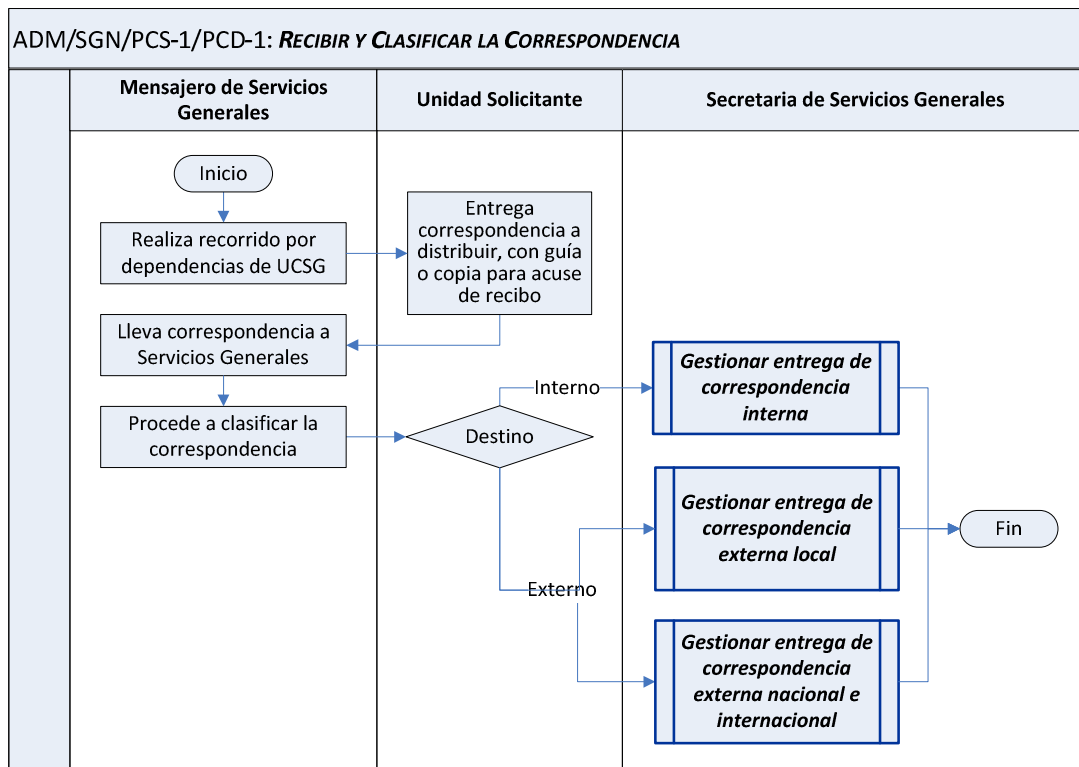 ADM/SGN/PCS-1/PCD-1: RECIBIR Y CLASIFICAR LA CORRESPONDENCIA
Mensajero de Servicios
Generales
Unidad Solicitante
Secretaria de Servicios Generales
Inicio
Realiza recorrido por
dependencias de UCSG
Entrega
correspondencia a
distribuir, con guía
o copia para acuse
de recibo
Lleva correspondencia a
Servicios Generales
Procede a clasificar la
correspondencia
Destino
Interno
Externo
Gestionar entrega de
correspondencia
interna
Gestionar entrega de
correspondencia
externa local
Gestionar entrega de
correspondencia
externa nacional e
internacional
Fin